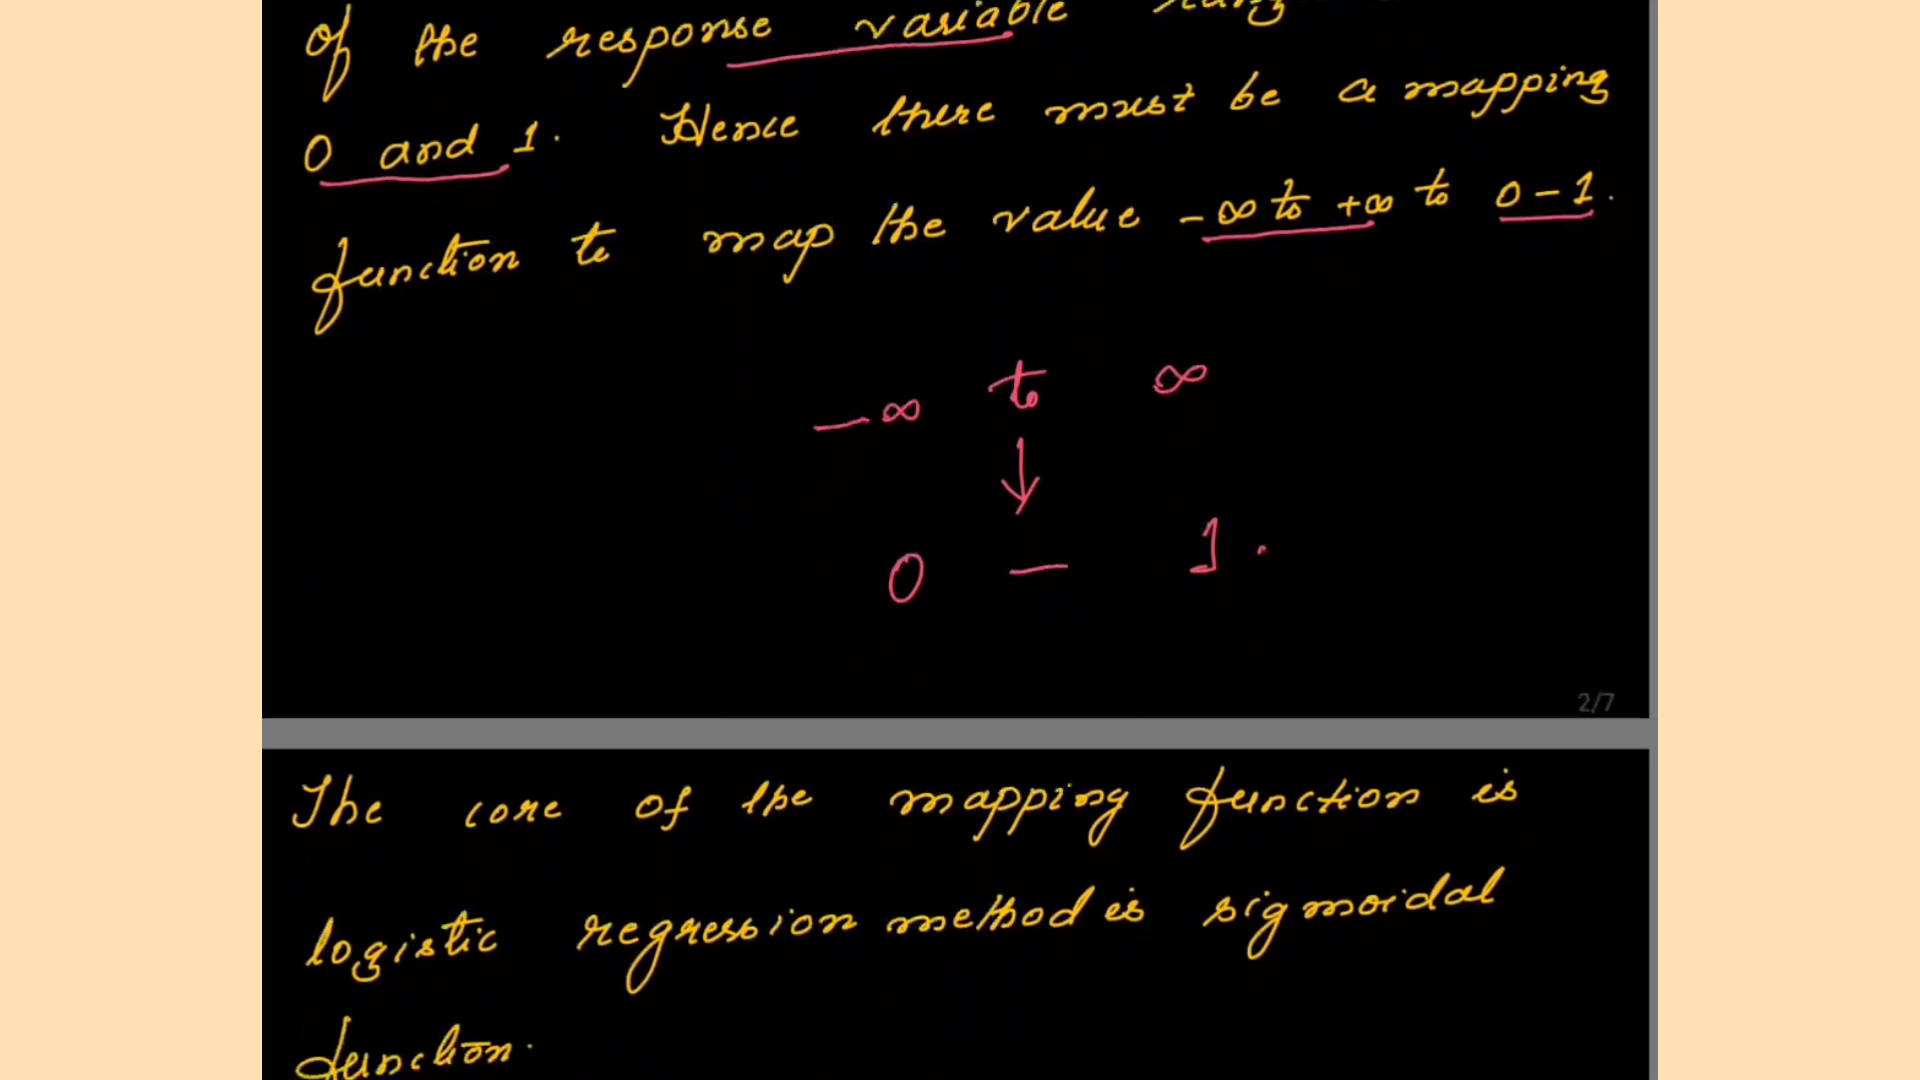 of the response variable
0 and 1. Hence there must be a mapping
function to map the value -∞ to +∞ to 0-1.
-∞ to ∞
↓
0 — 1.
2/7
The core of the mapping function is
logistic regression method is sigmoidal
function.